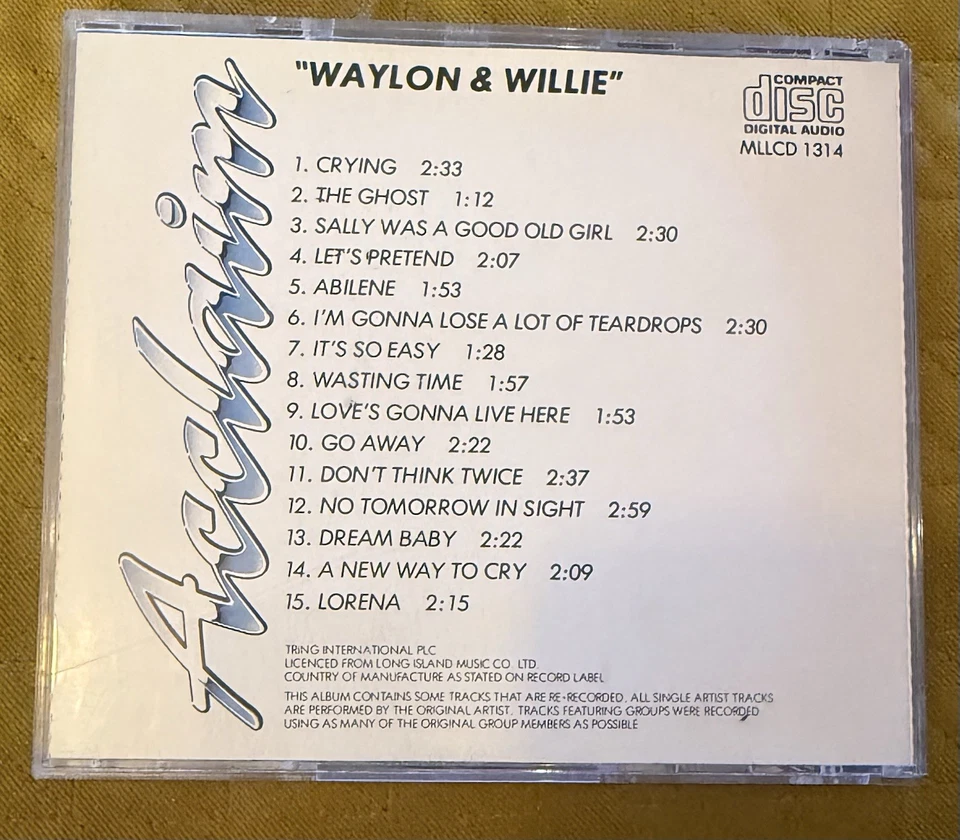 Acclaim
"WAYLON & WILLIE"
COMPACT
disc
DIGITAL AUDIO
MLLCD 1314
1. CRYING 2:33
2. THE GHOST 1:12
3. SALLY WAS A GOOD OLD GIRL 2:30
4. LET'S PRETEND 2:07
5. ABILENE 1:53
6. I'M GONNA LOSE A LOT OF TEARDROPS 2:30
7. IT'S SO EASY 1:28
8. WASTING TIME 1:57
9. LOVE'S GONNA LIVE HERE 1:53
10. GO AWAY 2:22
11. DON'T THINK TWICE 2:37
12. NO TOMORROW IN SIGHT 2:59
13. DREAM BABY 2:22
14. A NEW WAY TO CRY 2:09
15. LORENA 2:15
TRING INTERNATIONAL PLC
LICENCED FROM LONG ISLAND MUSIC CO. LTD.
COUNTRY OF MANUFACTURE AS STATED ON RECORD LABEL
THIS ALBUM CONTAINS SOME TRACKS THAT ARE RE-RECORDED. ALL SINGLE ARTIST TRACKS
ARE PERFORMED BY THE ORIGINAL ARTIST. TRACKS FEATURING GROUPS WERE RECORDED
USING AS MANY OF THE ORIGINAL GROUP MEMBERS AS POSSIBLE